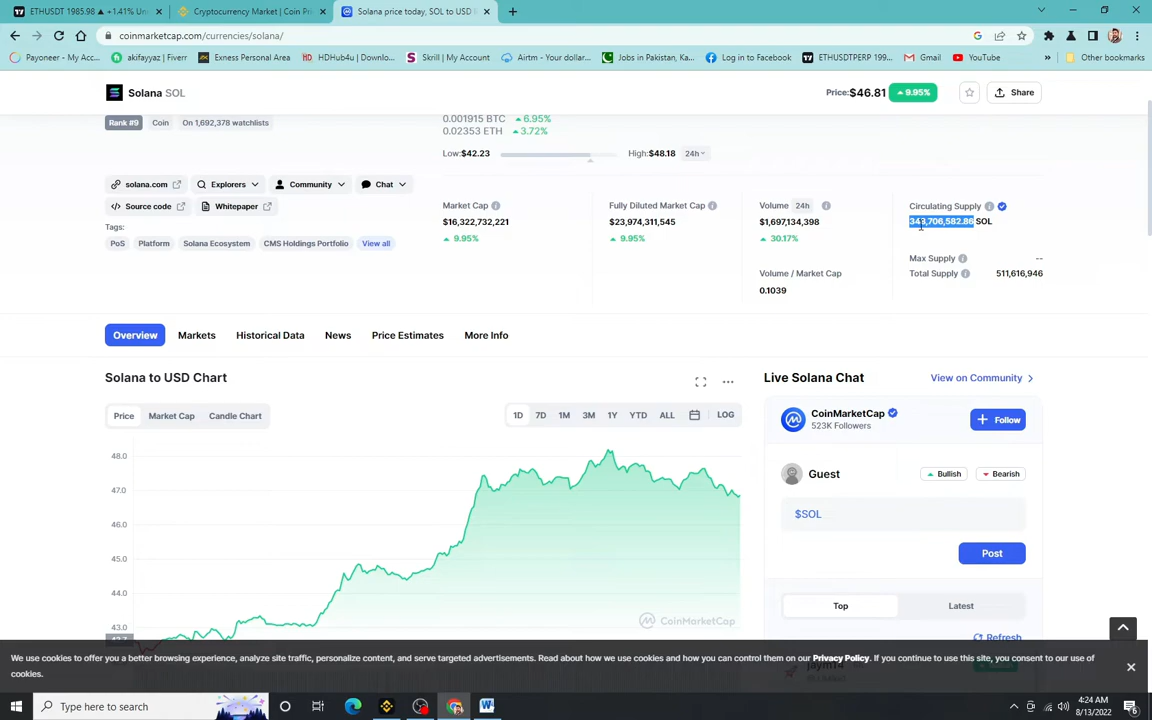 ETHUSDT 1985.98 ▲ +1.41% Un
Cryptocurrency Market | Coin Pri
Solana price today, SOL to USD l
coinmarketcap.com/currencies/solana/
Payoneer - My Acc...
akifayyaz | Fiverr
Exness Personal Area
HDHub4u | Downlo...
Skrill | My Account
Airtm - Your dollar...
Jobs in Pakistan, Ka...
Log in to Facebook
ETHUSDTPERP 199...
Gmail
YouTube
»
Other bookmarks
Solana SOL
Price:$46.81
9.95%
Share
Rank #9
Coin
On 1,692,378 watchlists
0.001915 BTC
6.95%
0.02353 ETH
3.72%
Low:$42.23
High:$48.18
24h
solana.com
Explorers
Community
Chat
Source code
Whitepaper
Tags:
PoS
Platform
Solana Ecosystem
CMS Holdings Portfolio
View all
Market Cap
$16,322,732,221
9.95%
Fully Diluted Market Cap
$23,974,311,545
9.95%
Volume 24h
$1,697,134,398
30.17%
Volume / Market Cap
0.1039
Circulating Supply
348,706,582.86 SOL
Max Supply
--
Total Supply
511,616,946
Overview
Markets
Historical Data
News
Price Estimates
More Info
Solana to USD Chart
Price
Market Cap
Candle Chart
1D
7D
1M
3M
1Y
YTD
ALL
LOG
48.0
47.0
46.0
45.0
44.0
43.0
CoinMarketCap
Live Solana Chat
View on Community
CoinMarketCap
523K Followers
Follow
Guest
Bullish
Bearish
$SOL
Post
Top
Latest
Refresh
We use cookies to offer you a better browsing experience, analyze site traffic, personalize content, and serve targeted advertisements. Read about how we use cookies and how you can control them on our Privacy Policy. If you continue to use this site, you consent to our use of
cookies.
Type here to search
4:24 AM
8/13/2022
6